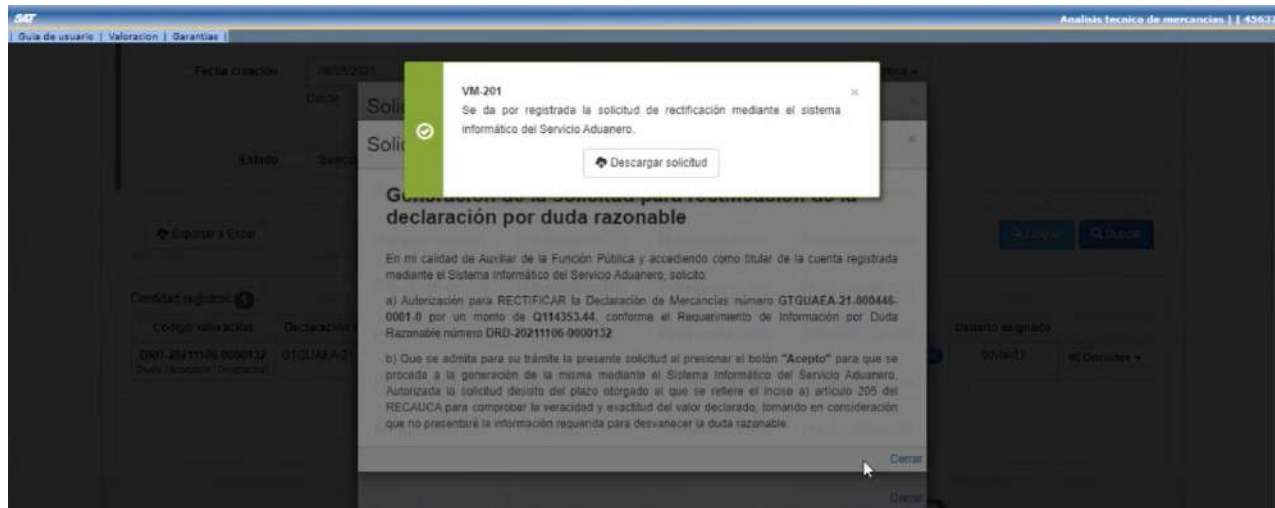 SAT
Analisis tecnico de mercancias | | 45637
| Guia de usuario | Valoracion | Garantias |
Fecha creación 08/25/2021
Desde
VM-201
Se da por registrada la solicitud de rectificación mediante el sistema
informático del Servicio Aduanero.
Descargar solicitud
Estado
declaración por duda razonable
En mi calidad de Auxiliar de la Función Pública y accediendo como titular de la cuenta registrada
mediante el Sistema Informático del Servicio Aduanero, solicito:
a) Autorización para RECTIFICAR la Declaración de Mercancías número GTGUAEA-21-000446-
0001-0 por un monto de Q114353.44, conforme el Requerimiento de Información por Duda
Razonable número DRD-20211106-0000132
b) Que se admita para su trámite la presente solicitud al presionar el botón "Acepto" para que se
proceda a la generación de la misma mediante el Sistema Informático del Servicio Aduanero.
Autorizada la solicitud desisto del plazo otorgado al que se refiere el inciso a) artículo 205 del
RECAUCA para comprobar la veracidad y exactitud del valor declarado, tomando en consideración
que no presentaré la información requerida para desvanecer la duda razonable.
Cerrar
Cerrar
Exportar a Excel
Limpiar
Buscar
Cantidad registros 1
Código valoración
Usuario asignado
DRD-20211106-0000132
GTGUAEA-21
Opciones